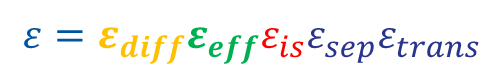 ε = ε_diff ε_eff ε_is ε_sep ε_trans